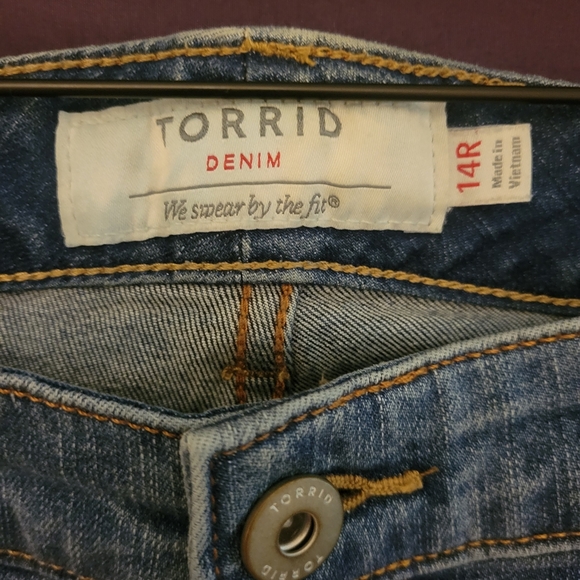 TORRID
DENIM
We swear by the fit®
14R
Made in
Vietnam
TORRID
TORRID